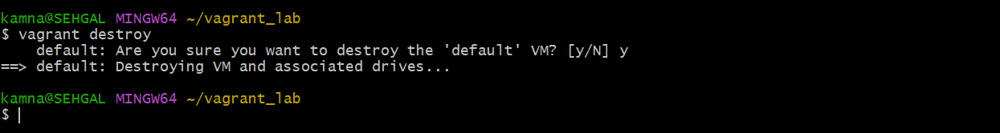 kamna@SEHGAL MINGW64 ~/vagrant_lab
$ vagrant destroy
    default: Are you sure you want to destroy the 'default' VM? [y/N] y
==> default: Destroying VM and associated drives...
kamna@SEHGAL MINGW64 ~/vagrant_lab
$